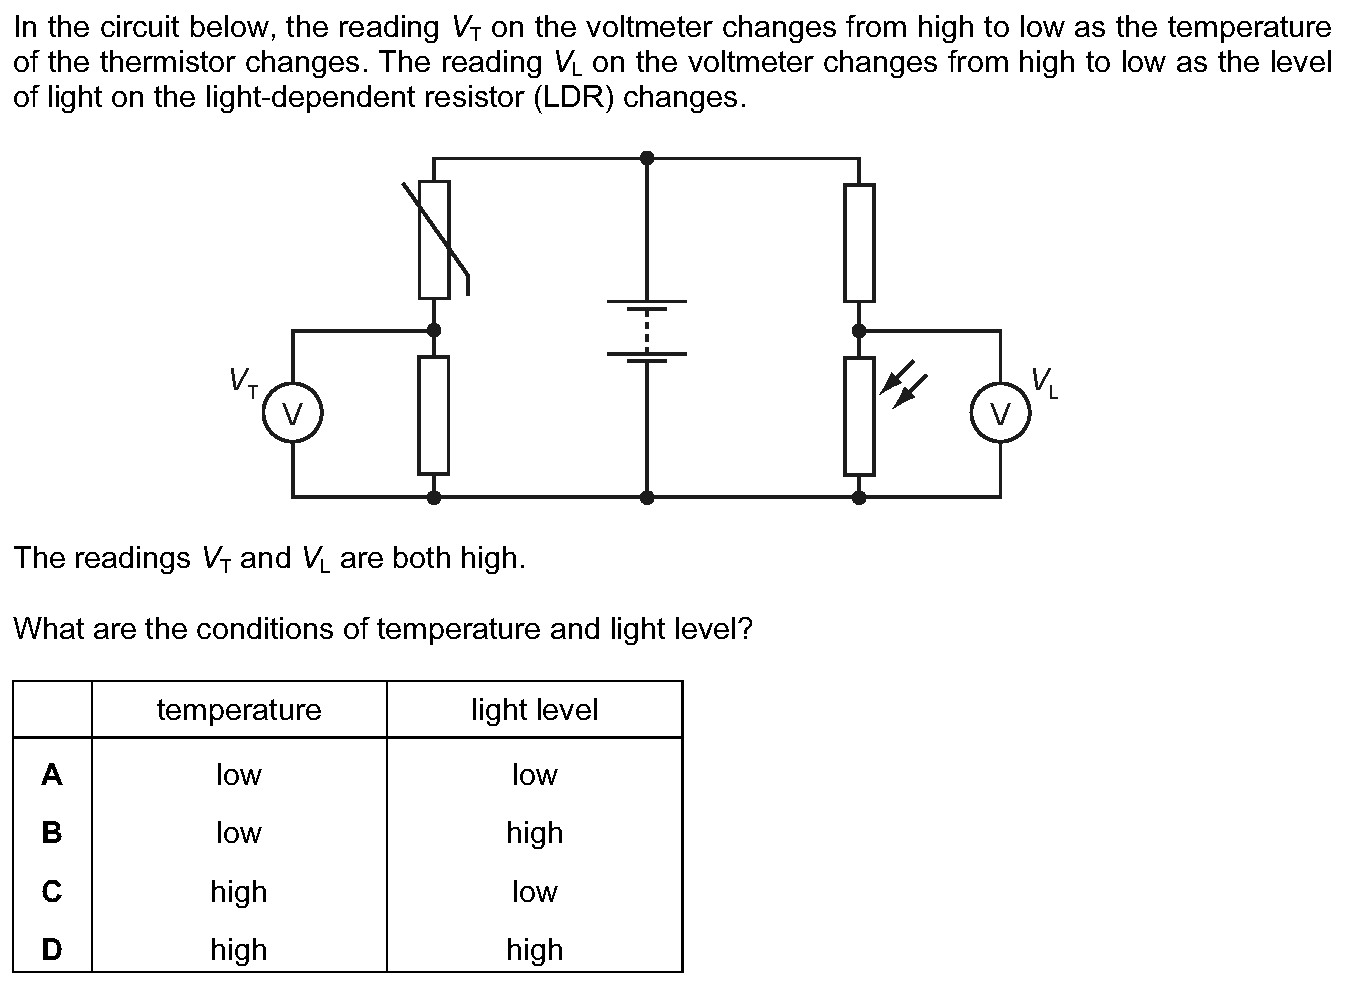 In the circuit below, the reading VT on the voltmeter changes from high to low as the temperature
of the thermistor changes. The reading VL on the voltmeter changes from high to low as the level
of light on the light-dependent resistor (LDR) changes.
VT
V
VL
V
The readings VT and VL are both high.
What are the conditions of temperature and light level?
temperature light level
A low low
B low high
C high low
D high high